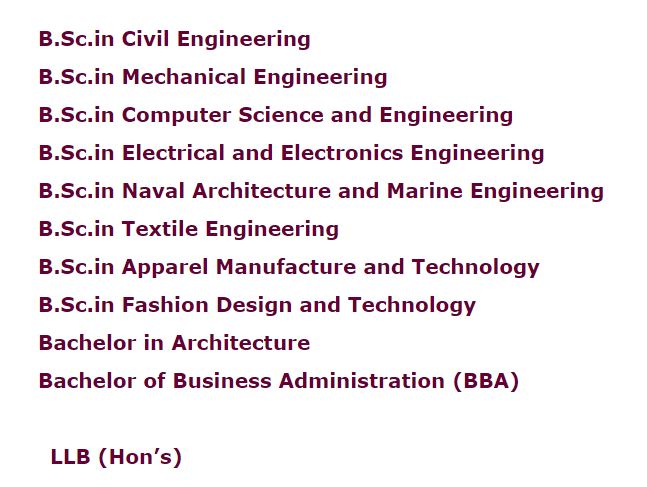 B.Sc.in Civil Engineering
B.Sc.in Mechanical Engineering
B.Sc.in Computer Science and Engineering
B.Sc.in Electrical and Electronics Engineering
B.Sc.in Naval Architecture and Marine Engineering
B.Sc.in Textile Engineering
B.Sc.in Apparel Manufacture and Technology
B.Sc.in Fashion Design and Technology
Bachelor in Architecture
Bachelor of Business Administration (BBA)
LLB (Hon’s)